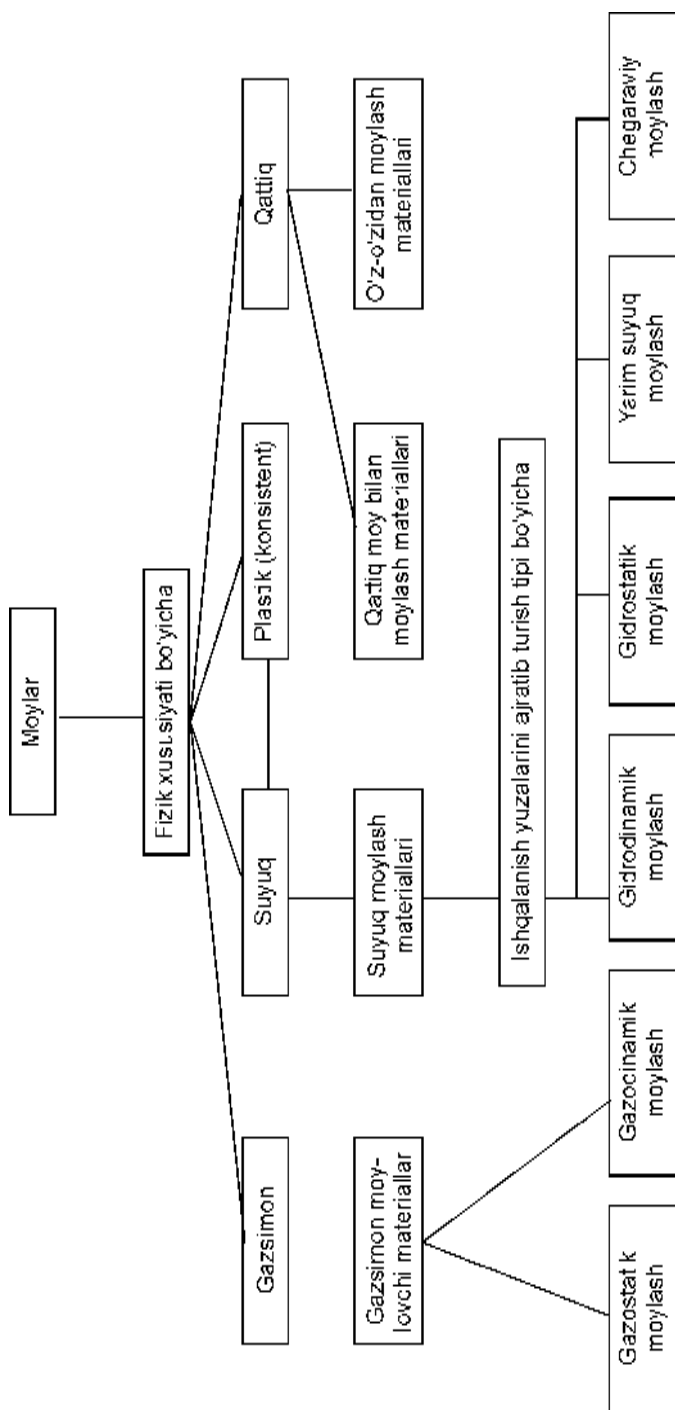 Moylar
Fizik xususiyati bo'yicha
Gazsimon
Suyuq
Plastik (konsistent)
Qattiq
Gazsimon moy-
lovchi materiallar
Suyuq moylash
materiallari
Qattiq moy bilan
moylash materiallari
O'z-o'zidan moylash
materiallari
Ishqalanish yuzalarini ajratib turish tipi bo'yicha
Gazostatik
moylash
Gazocinamik
moylash
Gidrodinamik
moylash
Gidrostatik
moylash
Yarim suyuq
moylash
Chegaraviy
moylash